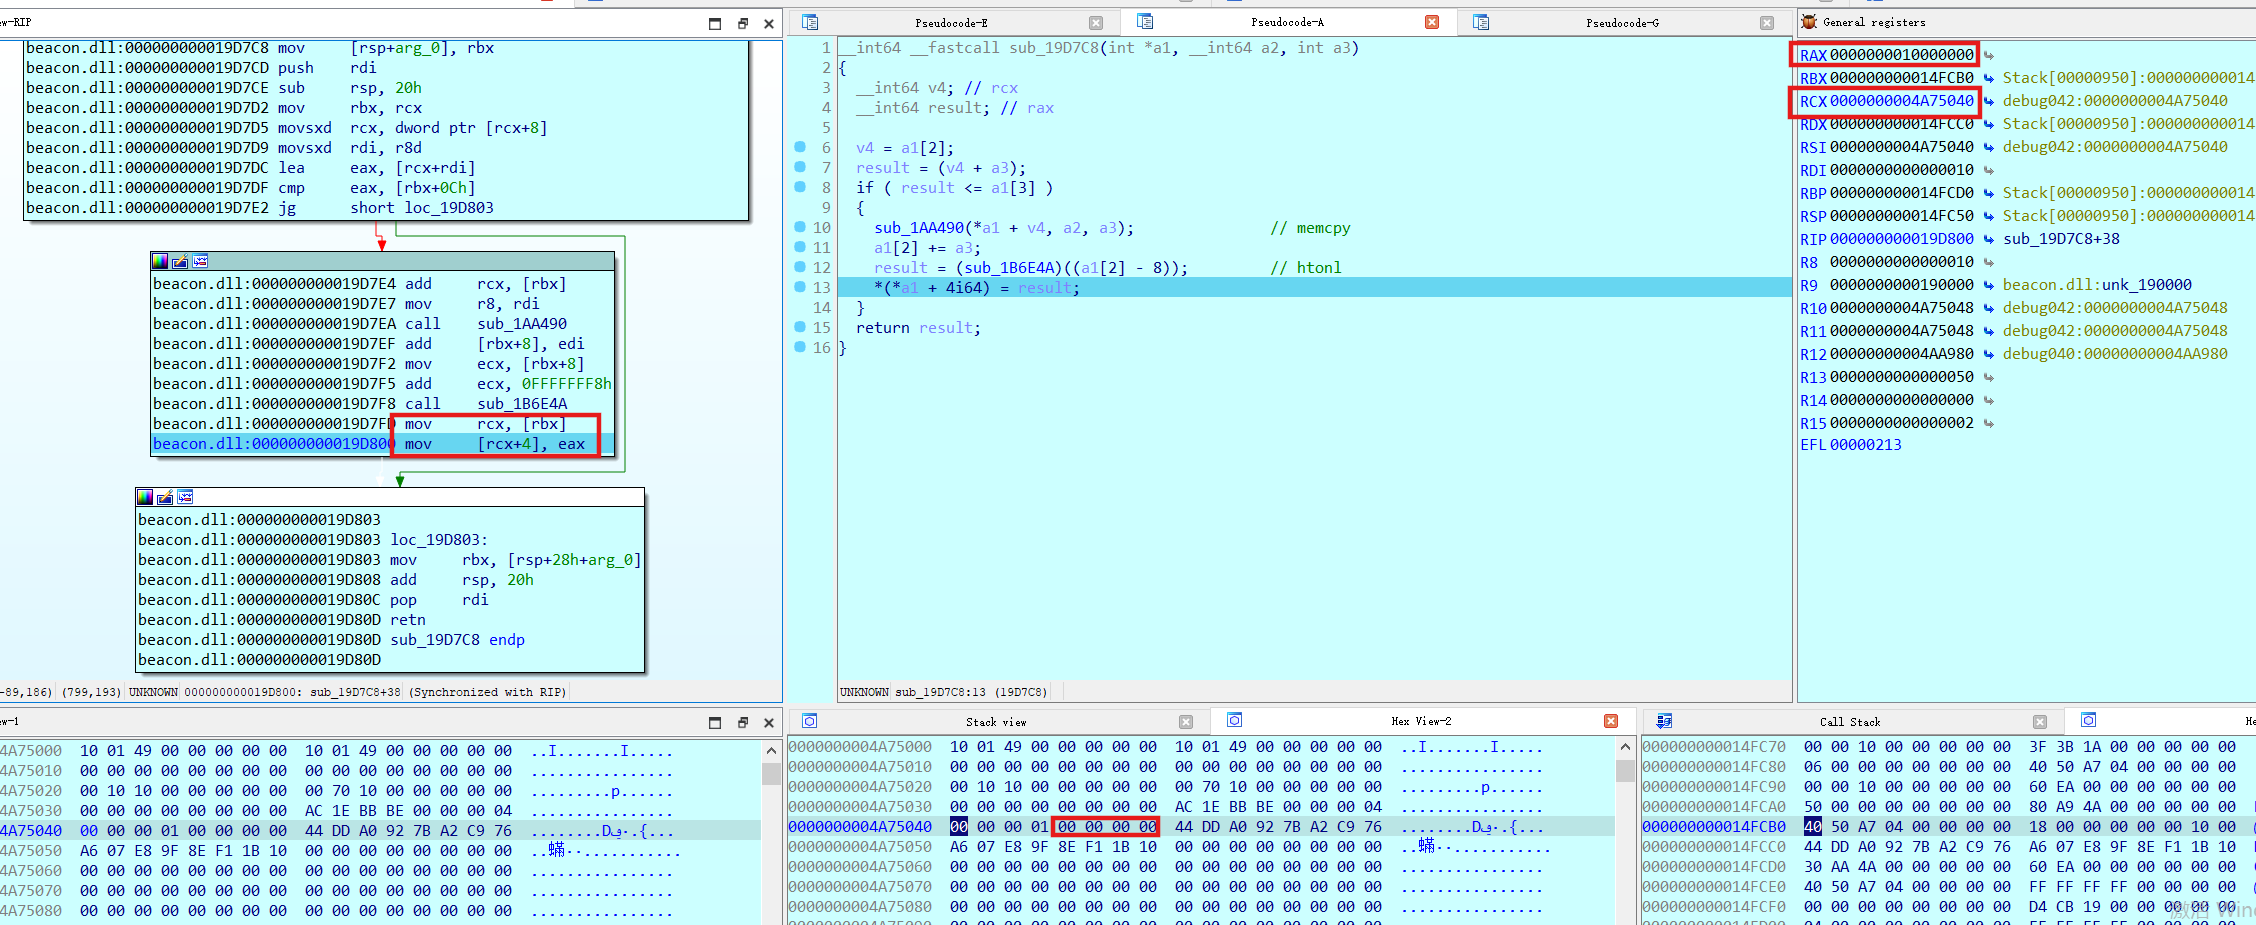 ew-RIP
beacon.dll:000000000019D7C8 mov [rsp+arg_0], rbx
beacon.dll:000000000019D7CD push rdi
beacon.dll:000000000019D7CE sub rsp, 20h
beacon.dll:000000000019D7D2 mov rbx, rcx
beacon.dll:000000000019D7D5 movsxd rcx, dword ptr [rcx+8]
beacon.dll:000000000019D7D9 movsxd rdi, r8d
beacon.dll:000000000019D7DC lea eax, [rcx+rdi]
beacon.dll:000000000019D7DF cmp eax, [rbx+0Ch]
beacon.dll:000000000019D7E2 jg short loc_19D803
beacon.dll:000000000019D7E4 add rcx, [rbx]
beacon.dll:000000000019D7E7 mov r8, rdi
beacon.dll:000000000019D7EA call sub_1AA490
beacon.dll:000000000019D7EF add [rbx+8], edi
beacon.dll:000000000019D7F2 mov ecx, [rbx+8]
beacon.dll:000000000019D7F5 add ecx, 0FFFFFFF8h
beacon.dll:000000000019D7F8 call sub_1B6E4A
beacon.dll:000000000019D7FD mov rcx, [rbx]
beacon.dll:000000000019D800 mov [rcx+4], eax
beacon.dll:000000000019D803
beacon.dll:000000000019D803 loc_19D803:
beacon.dll:000000000019D803 mov rbx, [rsp+28h+arg_0]
beacon.dll:000000000019D808 add rsp, 20h
beacon.dll:000000000019D80C pop rdi
beacon.dll:000000000019D80D retn
beacon.dll:000000000019D80D sub_19D7C8 endp
beacon.dll:000000000019D80D
-89,186) (799,193) UNKNOWN 000000000019D800: sub_19D7C8+38 (Synchronized with RIP)
Pseudocode-E
Pseudocode-A
Pseudocode-G
1 __int64 __fastcall sub_19D7C8(int *a1, __int64 a2, int a3)
2 {
3 __int64 v4; // rcx
4 __int64 result; // rax
5
6 v4 = a1[2];
7 result = (v4 + a3);
8 if ( result <= a1[3] )
9 {
10 sub_1AA490(*a1 + v4, a2, a3); // memcpy
11 a1[2] += a3;
12 result = (sub_1B6E4A)((a1[2] - 8)); // htonl
13 *(*a1 + 4i64) = result;
14 }
15 return result;
16 }
UNKNOWN sub_19D7C8:13 (19D7C8)
General registers
RAX 0000000010000000
RBX 000000000014FCB0 Stack[00000950]:000000000014
RCX 0000000004A75040 debug042:0000000004A75040
RDX 000000000014FCC0 Stack[00000950]:000000000014
RSI 0000000004A75040 debug042:0000000004A75040
RDI 0000000000000010
RBP 000000000014FCD0 Stack[00000950]:000000000014
RSP 000000000014FC50 Stack[00000950]:000000000014
RIP 000000000019D800 sub_19D7C8+38
R8 0000000000000010
R9 0000000000190000 beacon.dll:unk_190000
R10 0000000004A75048 debug042:0000000004A75048
R11 0000000004A75048 debug042:0000000004A75048
R12 00000000004AA980 debug040:00000000004AA980
R13 0000000000000050
R14 0000000000000000
R15 0000000000000002
EFL 00000213
ew-1
4A75000 10 01 49 00 00 00 00 00 10 01 49 00 00 00 00 00 ..I.......I.....
4A75010 00 00 00 00 00 00 00 00 00 00 00 00 00 00 00 00 ................
4A75020 00 10 10 00 00 00 00 00 00 70 10 00 00 00 00 00 .........p......
4A75030 00 00 00 00 00 00 00 00 AC 1E BB BE 00 00 00 04
4A75040 00 00 00 01 00 00 00 00 44 DD A0 92 7B A2 C9 76
4A75050 A6 07 E8 9F 8E F1 1B 10 00 00 00 00 00 00 00 00
4A75060 00 00 00 00 00 00 00 00 00 00 00 00 00 00 00 00 ................
4A75070 00 00 00 00 00 00 00 00 00 00 00 00 00 00 00 00 ................
4A75080 00 00 00 00 00 00 00 00 00 00 00 00 00 00 00 00 ................
Stack view
Hex View-2
0000000004A75000 10 01 49 00 00 00 00 00 10 01 49 00 00 00 00 00 ..I.......I.....
0000000004A75010 00 00 00 00 00 00 00 00 00 00 00 00 00 00 00 00 ................
0000000004A75020 00 10 10 00 00 00 00 00 00 70 10 00 00 00 00 00 .........p......
0000000004A75030 00 00 00 00 00 00 00 00 AC 1E BB BE 00 00 00 04
0000000004A75040 00 00 00 01 00 00 00 00 44 DD A0 92 7B A2 C9 76
0000000004A75050 A6 07 E8 9F 8E F1 1B 10 00 00 00 00 00 00 00 00
0000000004A75060 00 00 00 00 00 00 00 00 00 00 00 00 00 00 00 00 ................
0000000004A75070 00 00 00 00 00 00 00 00 00 00 00 00 00 00 00 00 ................
0000000004A75080 00 00 00 00 00 00 00 00 00 00 00 00 00 00 00 00 ................
Call Stack
He
000000000014FC70 00 00 10 00 00 00 00 00 3F 3B 1A 00 00 00 00 00
000000000014FC80 06 00 00 00 00 00 00 00 40 50 A7 04 00 00 00 00
000000000014FC90 00 00 10 00 00 00 00 00 60 EA 00 00 00 00 00 00
000000000014FCA0 50 00 00 00 00 00 00 00 80 A9 4A 00 00 00 00 00
000000000014FCB0 40 50 A7 04 00 00 00 00 18 00 00 00 00 00 10 00
000000000014FCC0 44 DD A0 92 7B A2 C9 76 A6 07 E8 9F 8E F1 1B 10
000000000014FCD0 30 AA 4A 00 00 00 00 00 60 EA 00 00 00 00 00 00
000000000014FCE0 40 50 A7 04 00 00 00 00 FF FF FF FF 00 00 00 00
000000000014FCF0 00 00 00 00 00 00 00 00 D4 CB 19 00 00 00 00 00
激活 Wind